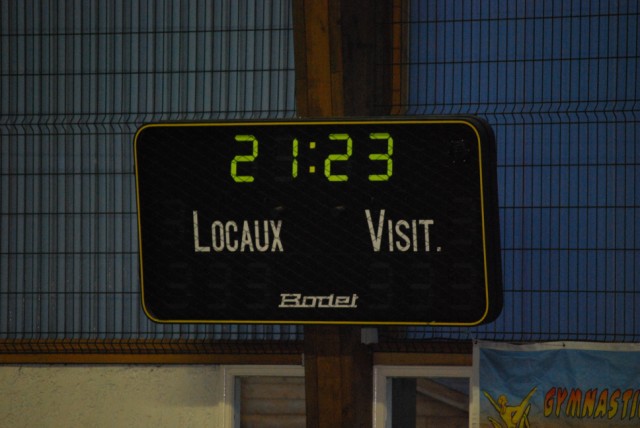 21:23
LOCAUX VISIT.
Bodet
GYMNASTI